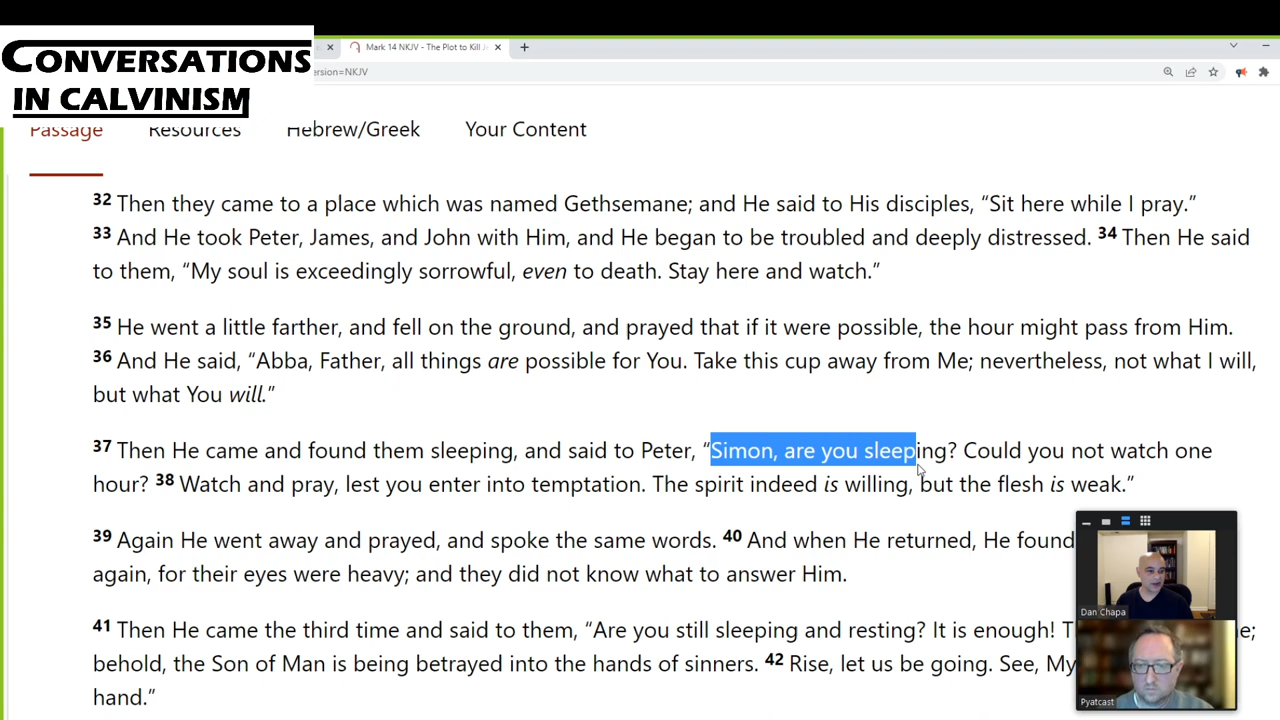 CONVERSATIONS
IN CALVINISM
Mark 14 NKJV - The Plot to Kill Je
ersion=NKJV
Passage Resources Hebrew/Greek Your Content
32 Then they came to a place which was named Gethsemane; and He said to His disciples, “Sit here while I pray.”
33 And He took Peter, James, and John with Him, and He began to be troubled and deeply distressed. 34 Then He said
to them, “My soul is exceedingly sorrowful, even to death. Stay here and watch.”
35 He went a little farther, and fell on the ground, and prayed that if it were possible, the hour might pass from Him.
36 And He said, “Abba, Father, all things are possible for You. Take this cup away from Me; nevertheless, not what I will,
but what You will.”
37 Then He came and found them sleeping, and said to Peter, “Simon, are you sleeping? Could you not watch one
hour? 38 Watch and pray, lest you enter into temptation. The spirit indeed is willing, but the flesh is weak.”
39 Again He went away and prayed, and spoke the same words. 40 And when He returned, He found
again, for their eyes were heavy; and they did not know what to answer Him.
41 Then He came the third time and said to them, “Are you still sleeping and resting? It is enough! T e;
behold, the Son of Man is being betrayed into the hands of sinners. 42 Rise, let us be going. See, My
hand.”
Dan Chapa
Pyatcast